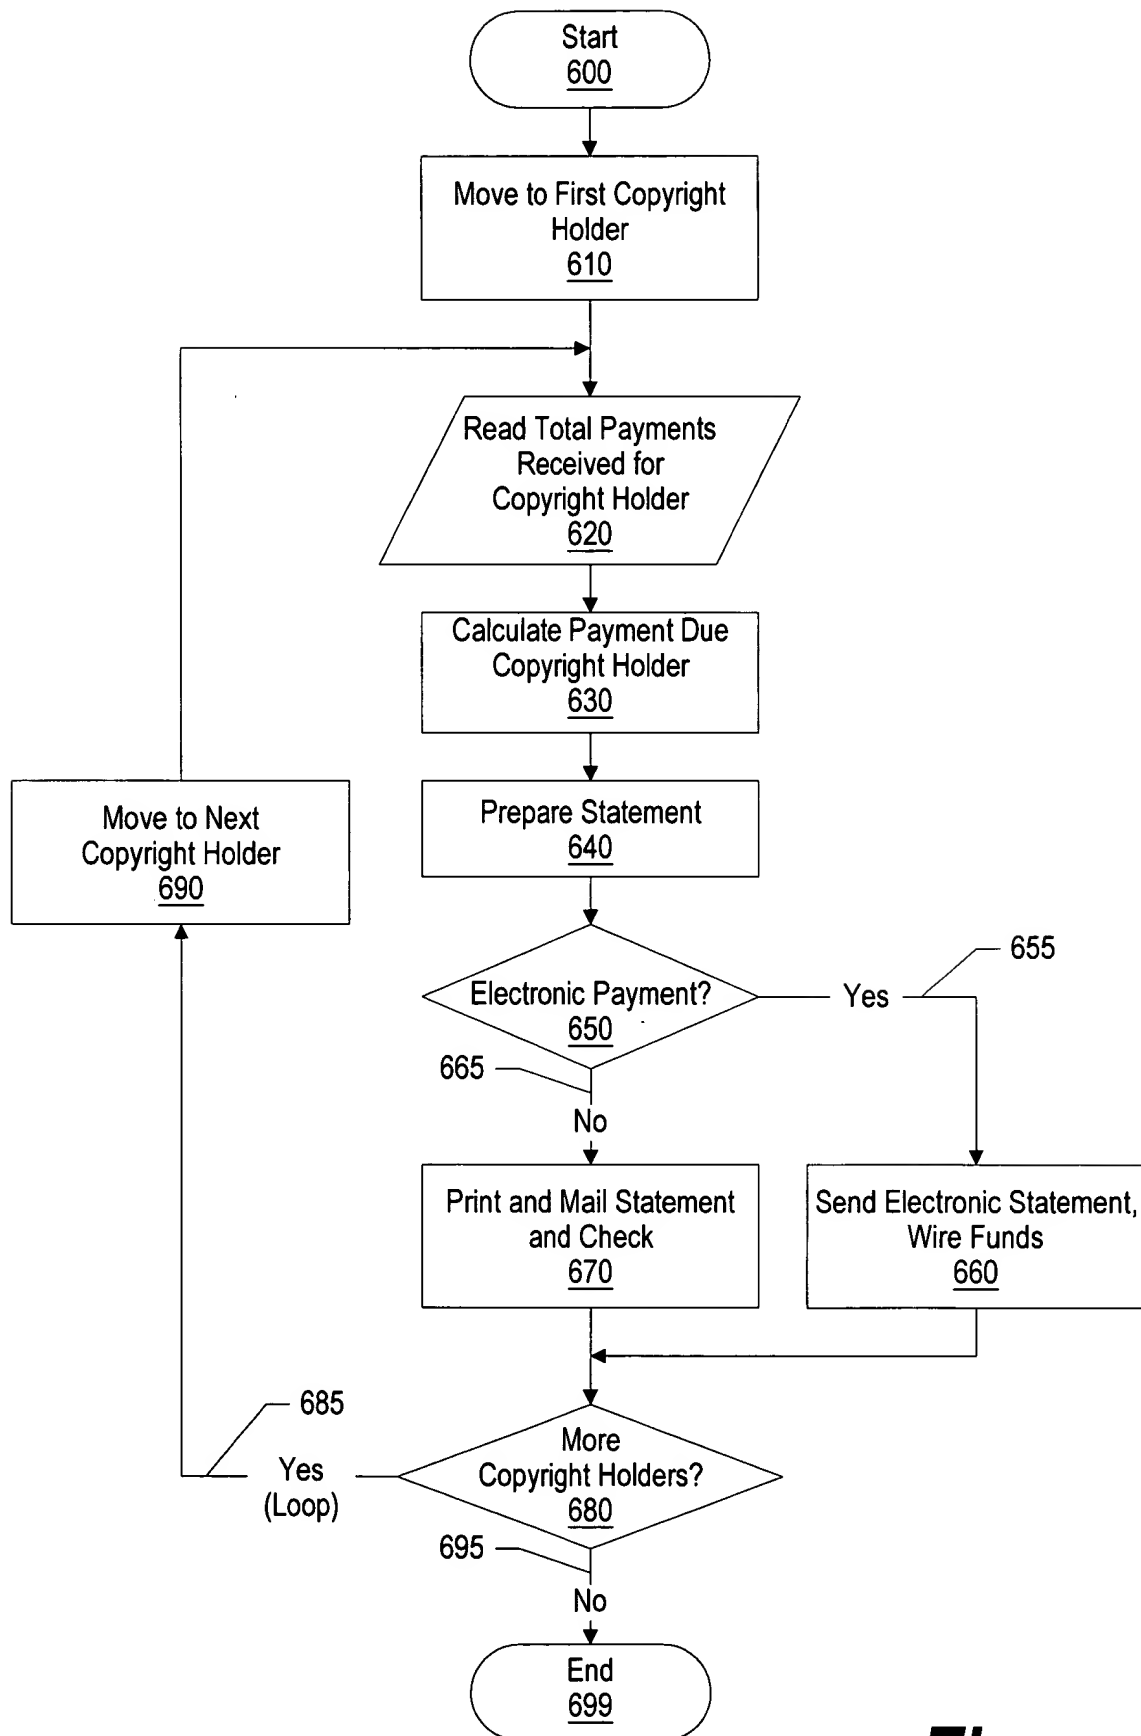 Start
600
Move to First Copyright
Holder
610
Read Total Payments
Received for
Copyright Holder
620
Calculate Payment Due
Copyright Holder
630
Prepare Statement
640
Move to Next
Copyright Holder
690
Electronic Payment?
650
Yes
655
665
No
Print and Mail Statement
and Check
670
Send Electronic Statement,
Wire Funds
660
685
Yes
(Loop)
More
Copyright Holders?
680
695
No
End
699